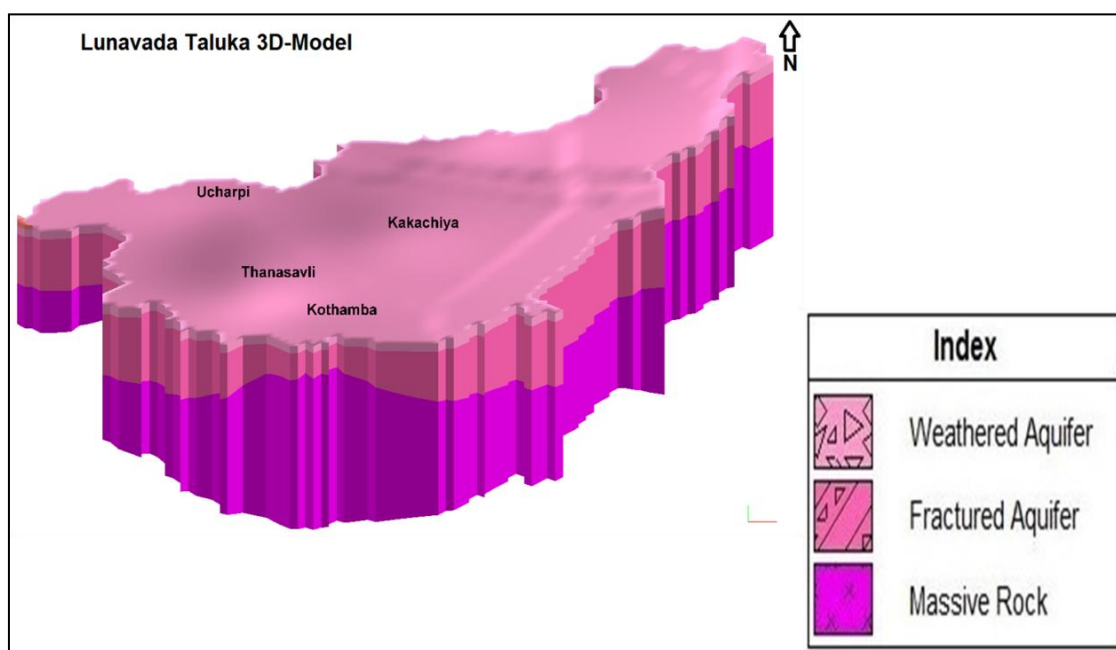 Lunavada Taluka 3D-Model
N
Ucharpi
Kakachiya
Thanasavli
Kothamba
Index
Weathered Aquifer
Fractured Aquifer
Massive Rock